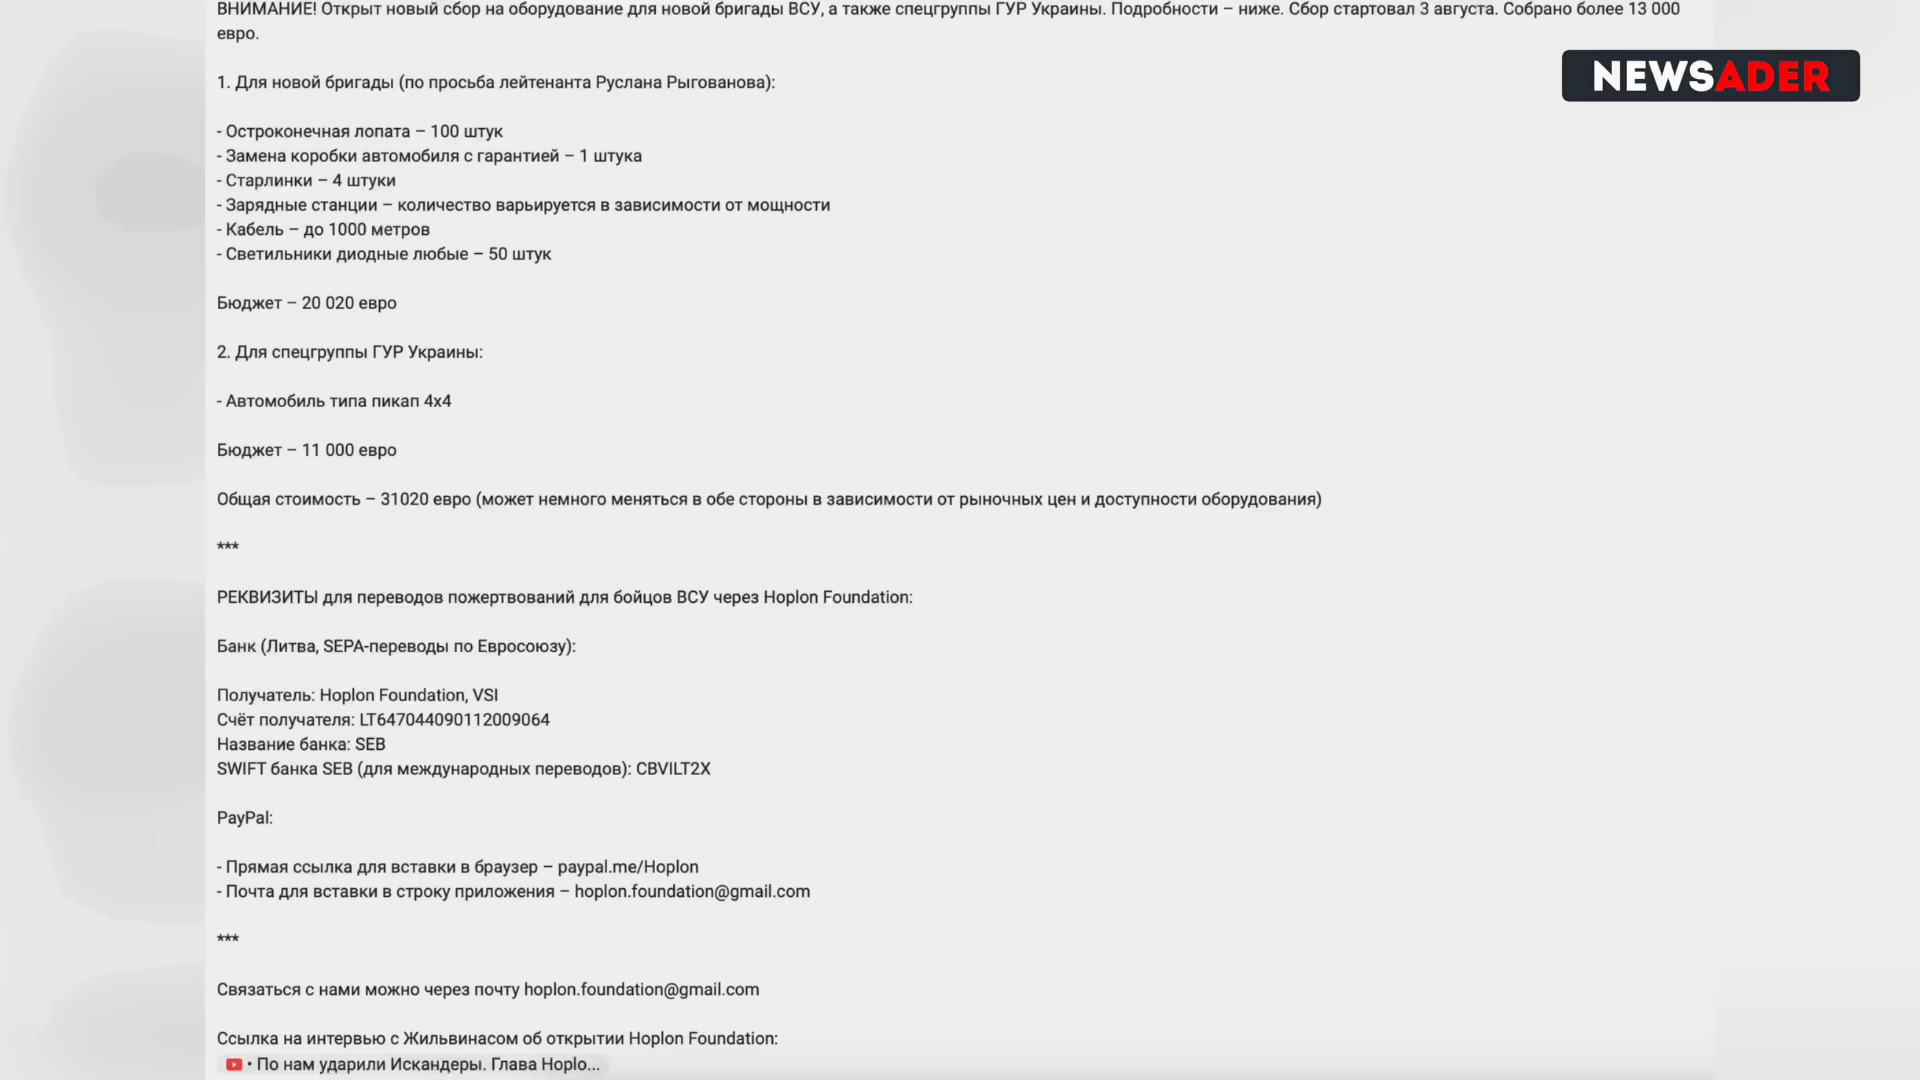 ВНИМАНИЕ! Открыт новый сбор на оборудование для новой бригады ВСУ, а также спецгруппы ГУР Украины. Подробности – ниже. Сбор стартовал 3 августа. Собрано более 13 000
евро.
NEWSADER
1. Для новой бригады (по просьба лейтенанта Руслана Рыгованова):
- Остроконечная лопата – 100 штук
- Замена коробки автомобиля с гарантией – 1 штука
- Старлинки – 4 штуки
- Зарядные станции – количество варьируется в зависимости от мощности
- Кабель – до 1000 метров
- Светильники диодные любые – 50 штук
Бюджет – 20 020 евро
2. Для спецгруппы ГУР Украины:
- Автомобиль типа пикап 4x4
Бюджет – 11 000 евро
Общая стоимость – 31020 евро (может немного меняться в обе стороны в зависимости от рыночных цен и доступности оборудования)
***
РЕКВИЗИТЫ для переводов пожертвований для бойцов ВСУ через Hoplon Foundation:
Банк (Литва, SEPA-переводы по Евросоюзу):
Получатель: Hoplon Foundation, VSI
Счёт получателя: LT647044090112009064
Название банка: SEB
SWIFT банка SEB (для международных переводов): CBVILT2X
PayPal:
- Прямая ссылка для вставки в браузер – paypal.me/Hoplon
- Почта для вставки в строку приложения – hoplon.foundation@gmail.com
***
Связаться с нами можно через почту hoplon.foundation@gmail.com
Ссылка на интервью с Жильвинасом об открытии Hoplon Foundation:
• По нам ударили Искандеры. Глава Hoplo...